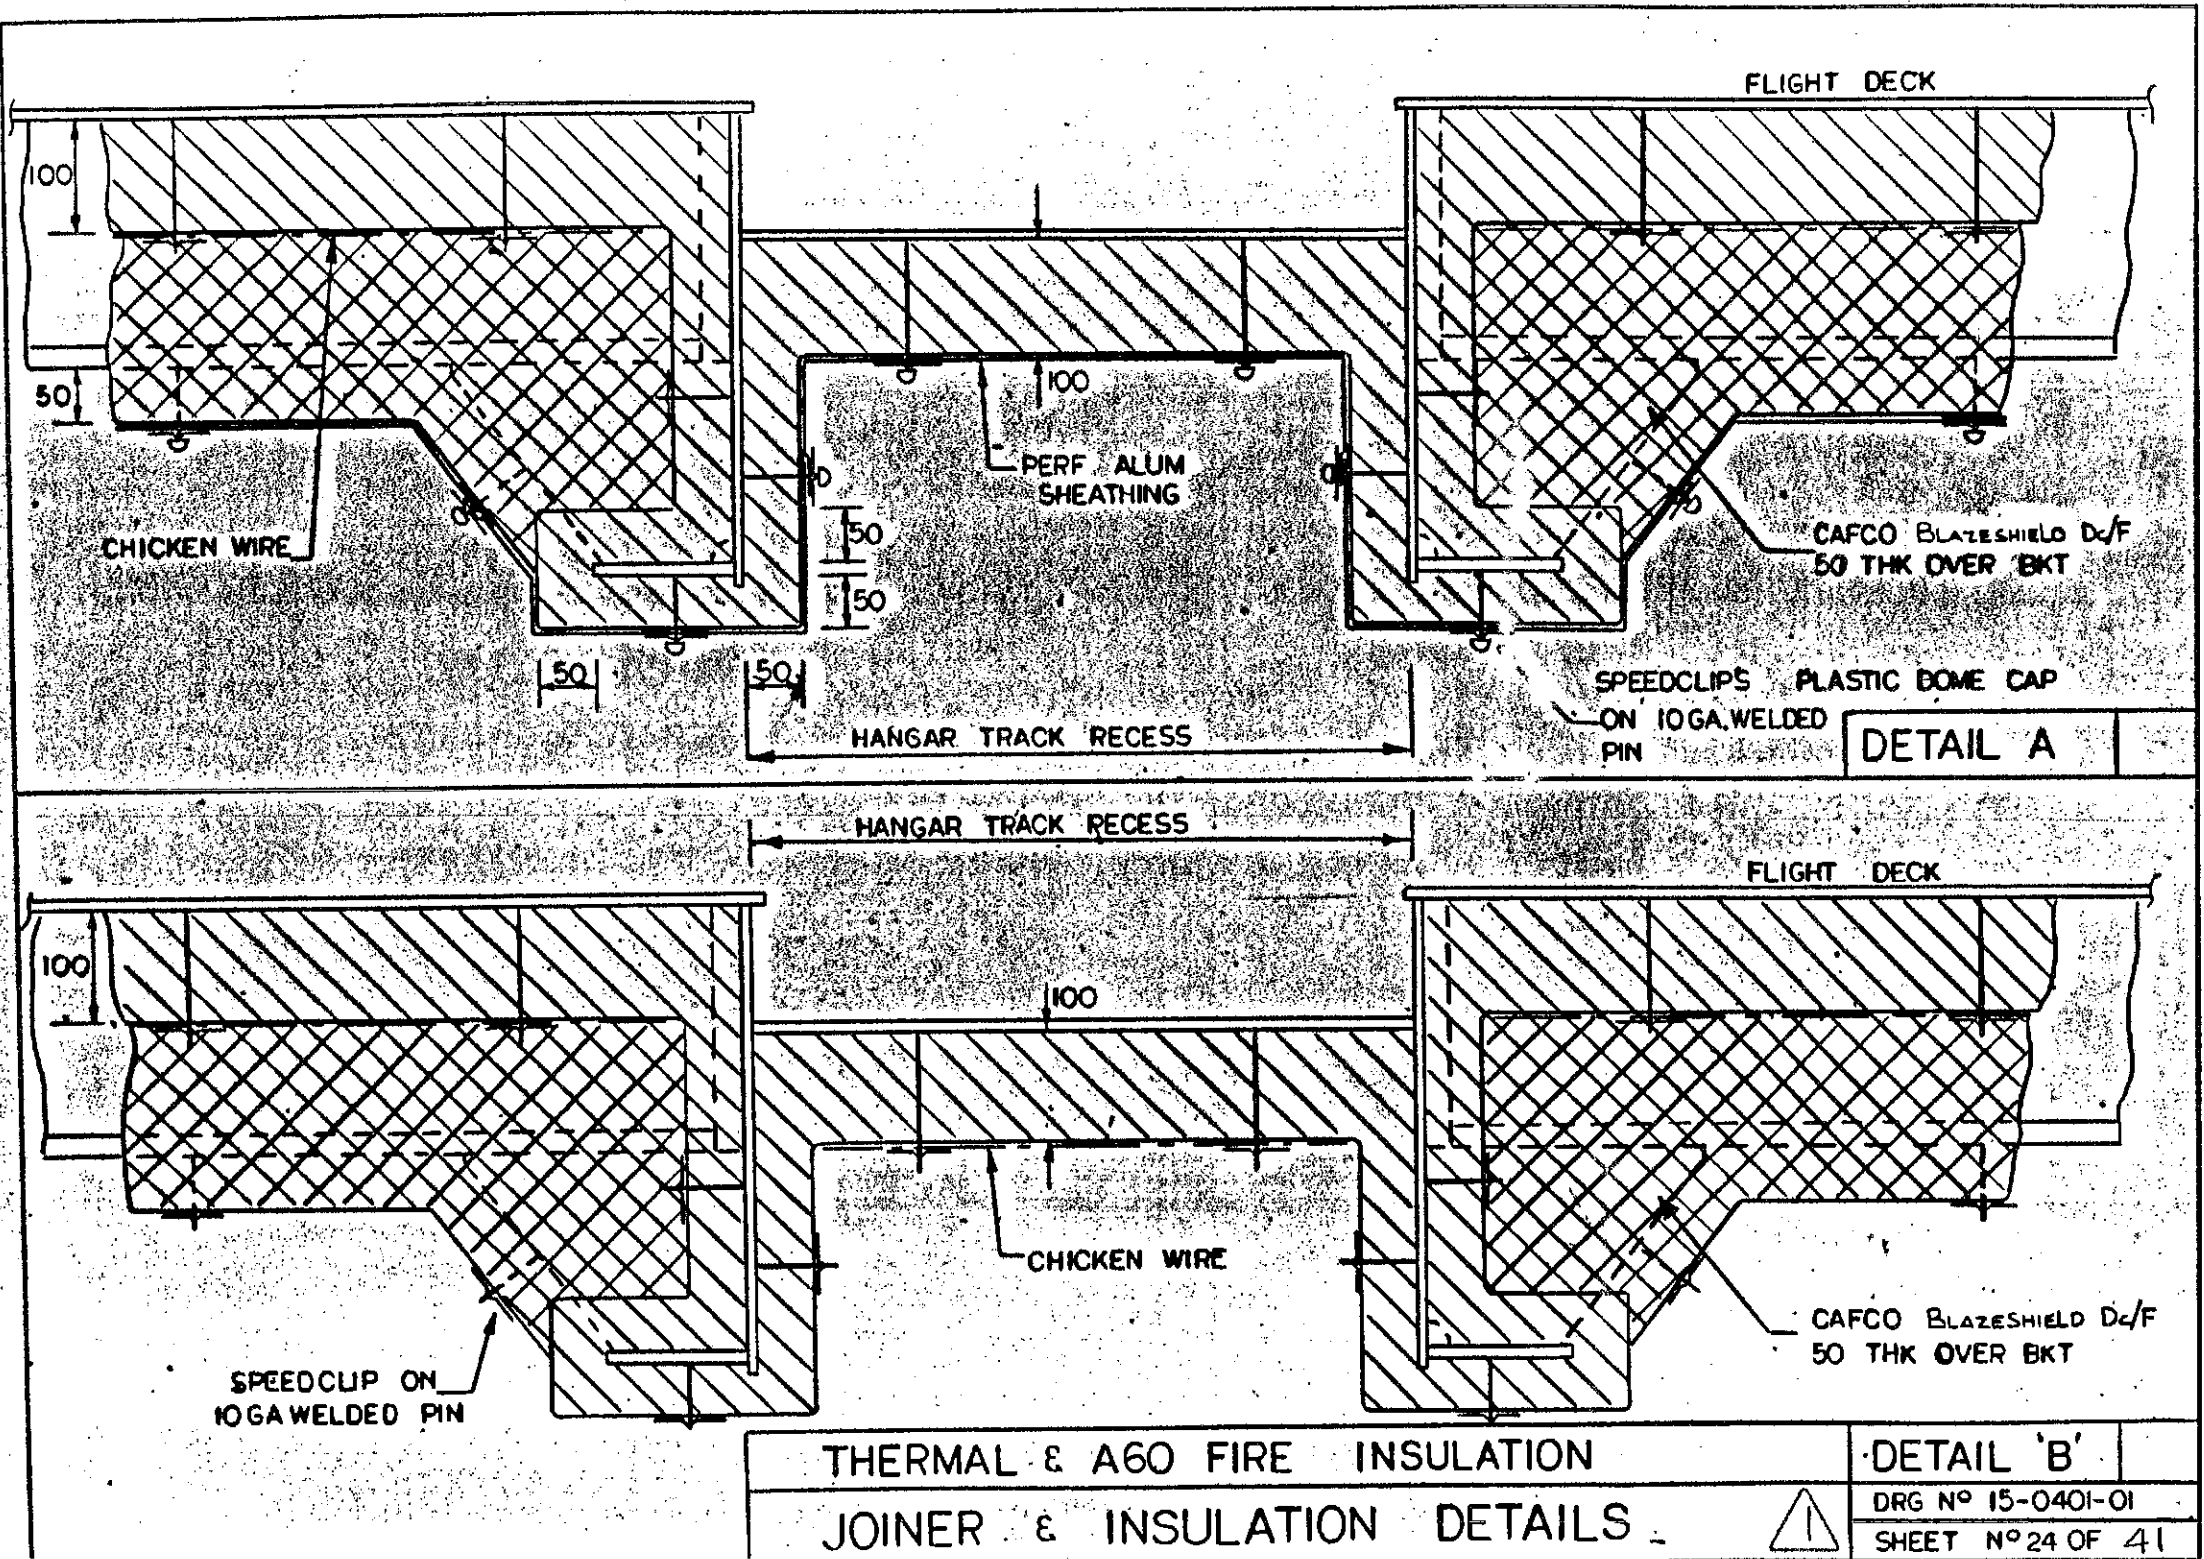 FLIGHT DECK
100
50
100
PERF. ALUM
SHEATHING
CHICKEN WIRE
50
50
CAFCO BLAZESHIELD Dc/F
50 THK OVER BKT
50
50
SPEEDCLIPS PLASTIC DOME CAP
ON 10GA.WELDED
PIN
HANGAR TRACK RECESS
DETAIL A
HANGAR TRACK RECESS
FLIGHT DECK
100
100
CHICKEN WIRE
CAFCO BLAZESHIELD Dc/F
50 THK OVER BKT
SPEEDCLIP ON
10GA WELDED PIN
THERMAL & A60 FIRE INSULATION
DETAIL 'B'
JOINER & INSULATION DETAILS
1
DRG Nº 15-0401-01
SHEET Nº 24 OF 41